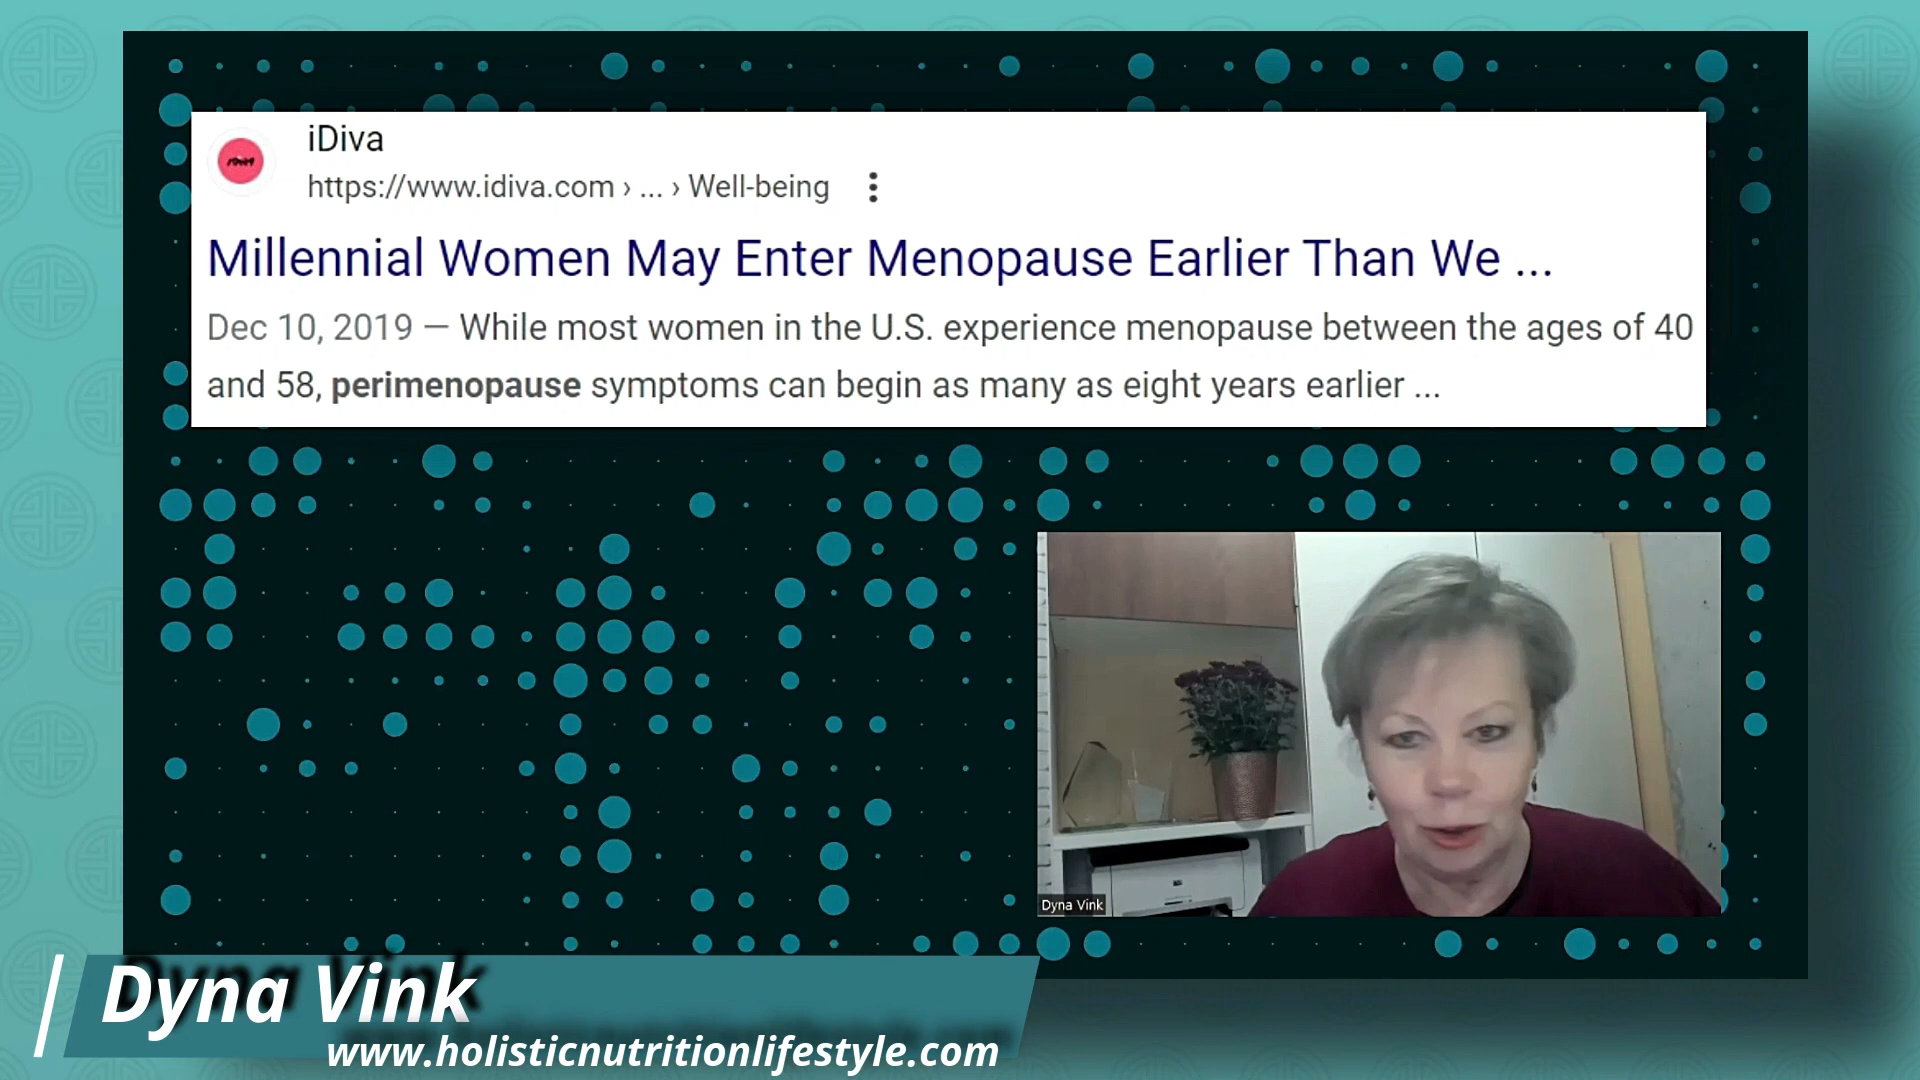 iDiva
https://www.idiva.com › ... › Well-being
Millennial Women May Enter Menopause Earlier Than We ...
Dec 10, 2019 — While most women in the U.S. experience menopause between the ages of 40
and 58, perimenopause symptoms can begin as many as eight years earlier ...
Dyna Vink
Dyna Vink
www.holisticnutritionlifestyle.com